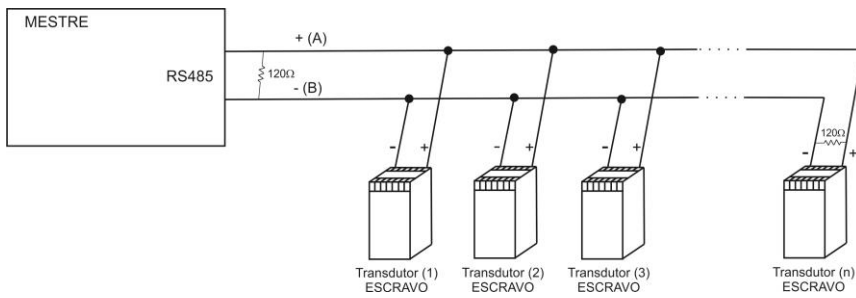 MESTRE
+ (A)
RS485
120Ω
- (B)
120Ω
- +
- +
- +
- +
Transdutor (1)
ESCRAVO
Transdutor (2)
ESCRAVO
Transdutor (3)
ESCRAVO
Transdutor (n)
ESCRAVO